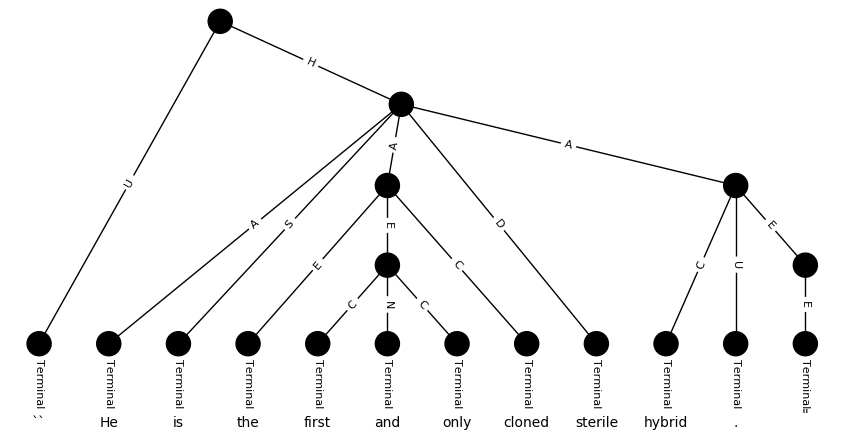 H
U
A
A
A
S
D
E
E
C
C
U
E
C
N
C
E
Terminal Terminal Terminal Terminal Terminal Terminal Terminal Terminal Terminal Terminal Terminal Terminal
`` He is the first and only cloned sterile hybrid .